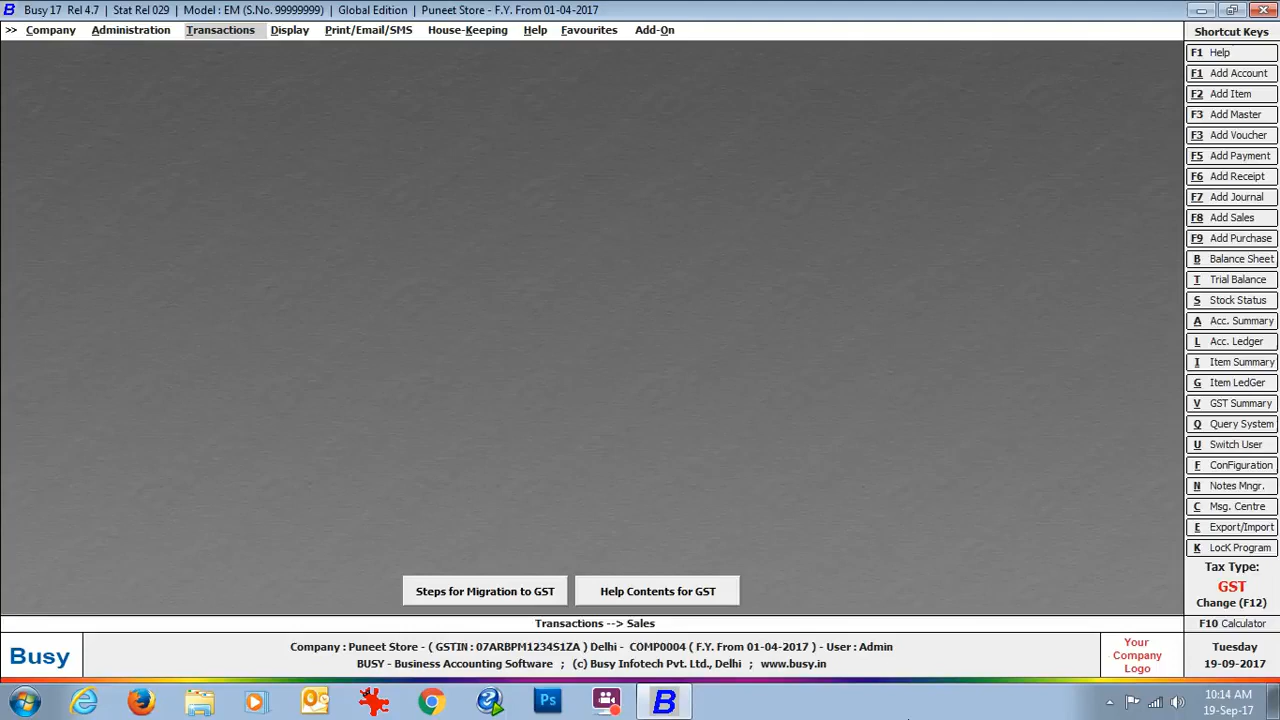 Busy 17 Rel 4.7 | Stat Rel 029 | Model : EM (S.No. 99999999) | Global Edition | Puneet Store - F.Y. From 01-04-2017
>> Company Administration Transactions Display Print/Email/SMS House-Keeping Help Favourites Add-On
Shortcut Keys
F1 Help
F1 Add Account
F2 Add Item
F3 Add Master
F3 Add Voucher
F5 Add Payment
F6 Add Receipt
F7 Add Journal
F8 Add Sales
F9 Add Purchase
B Balance Sheet
T Trial Balance
S Stock Status
A Acc. Summary
L Acc. Ledger
I Item Summary
G Item LedGer
V GST Summary
Q Query System
U Switch User
F ConFiguration
N Notes Mngr.
C Msg. Centre
E Export/Import
K LocK Program
Tax Type:
GST
Change (F12)
Steps for Migration to GST Help Contents for GST
Transactions --> Sales
F10 Calculator
Busy
Company : Puneet Store - ( GSTIN : 07ARBPM1234S1ZA ) Delhi - COMP0004 ( F.Y. From 01-04-2017 ) - User : Admin
BUSY - Business Accounting Software ; (c) Busy Infotech Pvt. Ltd., Delhi ; www.busy.in
Your
Company
Logo
Tuesday
19-09-2017
Ps
B
10:14 AM
19-Sep-17